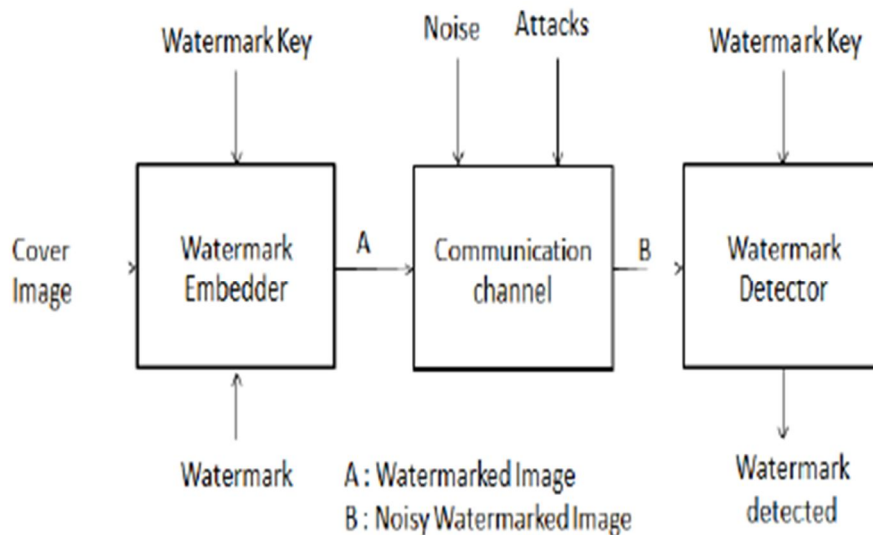 Watermark Key
Noise
Attacks
Watermark Key
Cover
Image
Watermark
Embedder
A
Communication
channel
B
Watermark
Detector
Watermark
A : Watermarked Image
B : Noisy Watermarked Image
Watermark
detected